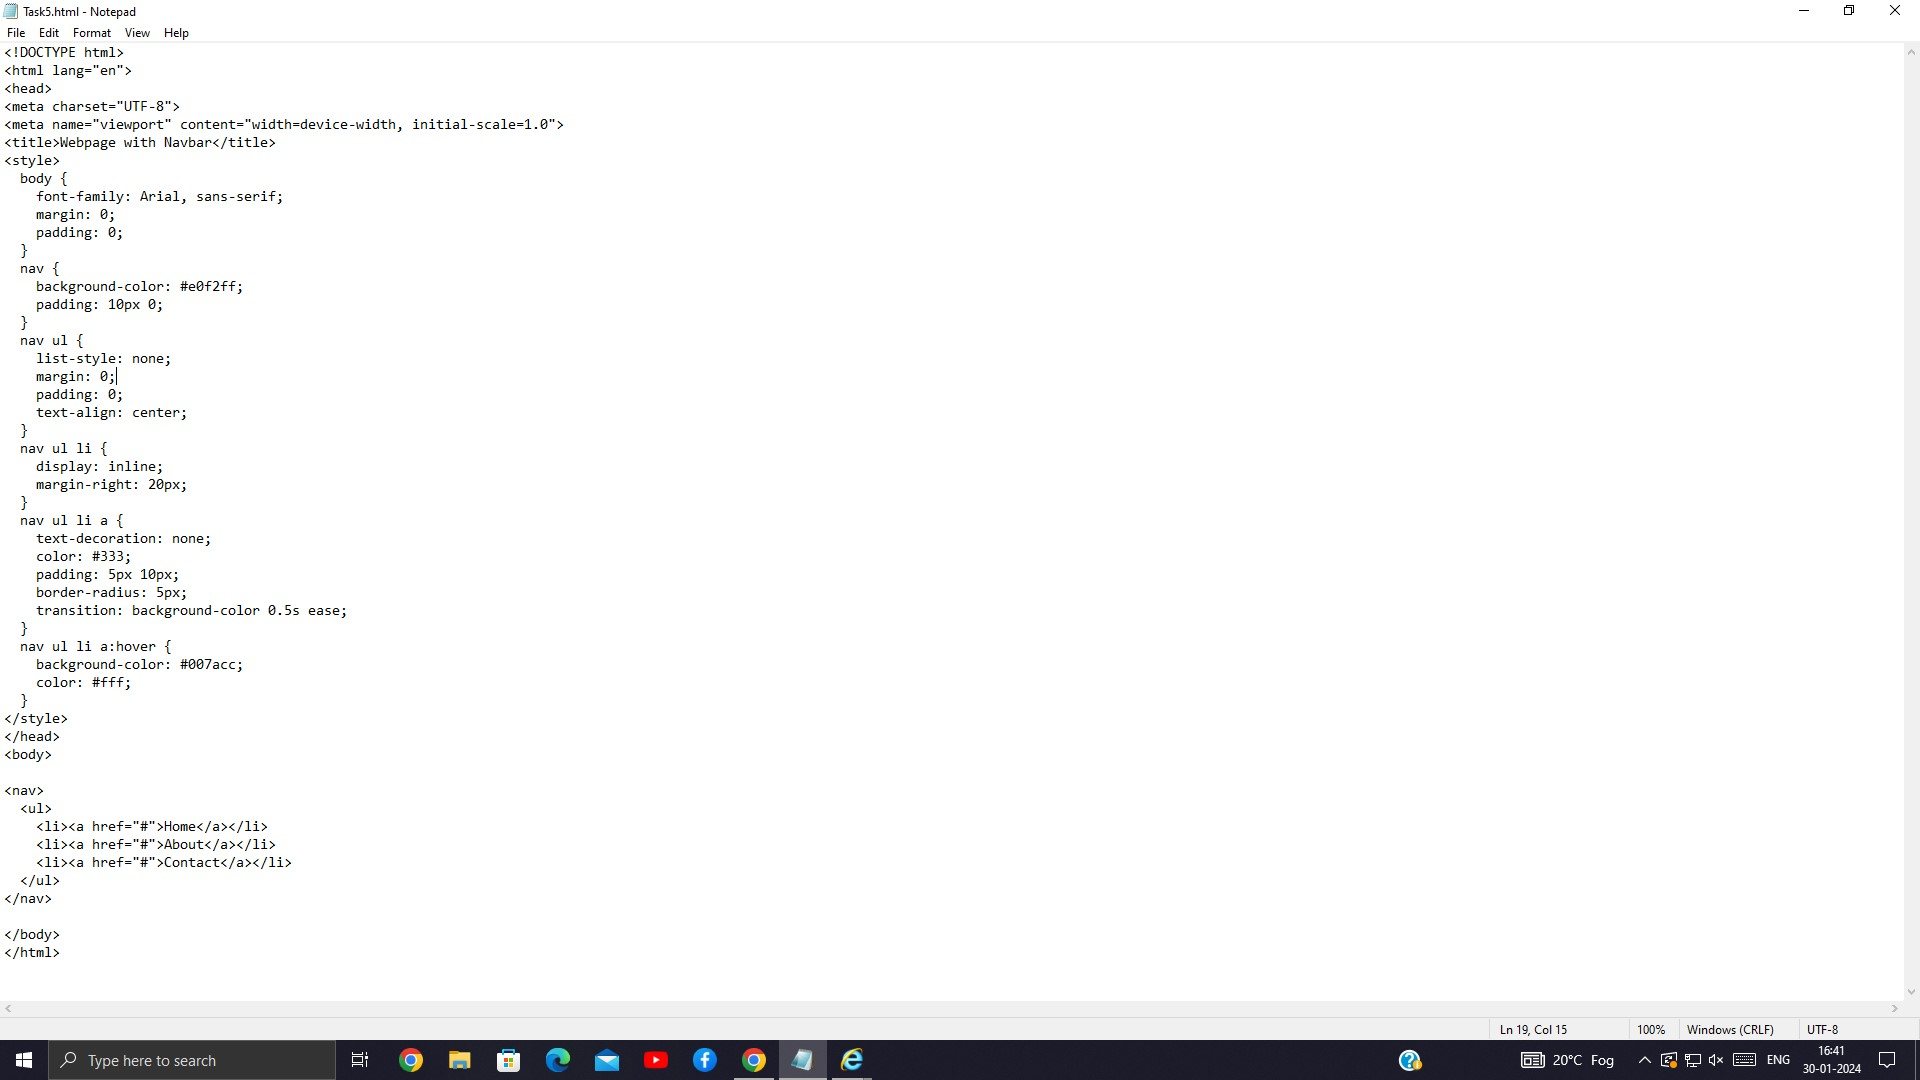 Task5.html - Notepad
File Edit Format View Help
<!DOCTYPE html>
<html lang="en">
<head>
<meta charset="UTF-8">
<meta name="viewport" content="width=device-width, initial-scale=1.0">
<title>Webpage with Navbar</title>
<style>
  body {
    font-family: Arial, sans-serif;
    margin: 0;
    padding: 0;
  }
  nav {
    background-color: #e0f2ff;
    padding: 10px 0;
  }
  nav ul {
    list-style: none;
    margin: 0;
    padding: 0;
    text-align: center;
  }
  nav ul li {
    display: inline;
    margin-right: 20px;
  }
  nav ul li a {
    text-decoration: none;
    color: #333;
    padding: 5px 10px;
    border-radius: 5px;
    transition: background-color 0.5s ease;
  }
  nav ul li a:hover {
    background-color: #007acc;
    color: #fff;
  }
</style>
</head>
<body>

<nav>
  <ul>
    <li><a href="#">Home</a></li>
    <li><a href="#">About</a></li>
    <li><a href="#">Contact</a></li>
  </ul>
</nav>

</body>
</html>
Ln 19, Col 15 100% Windows (CRLF) UTF-8
Type here to search 20°C Fog ENG 16:41
30-01-2024